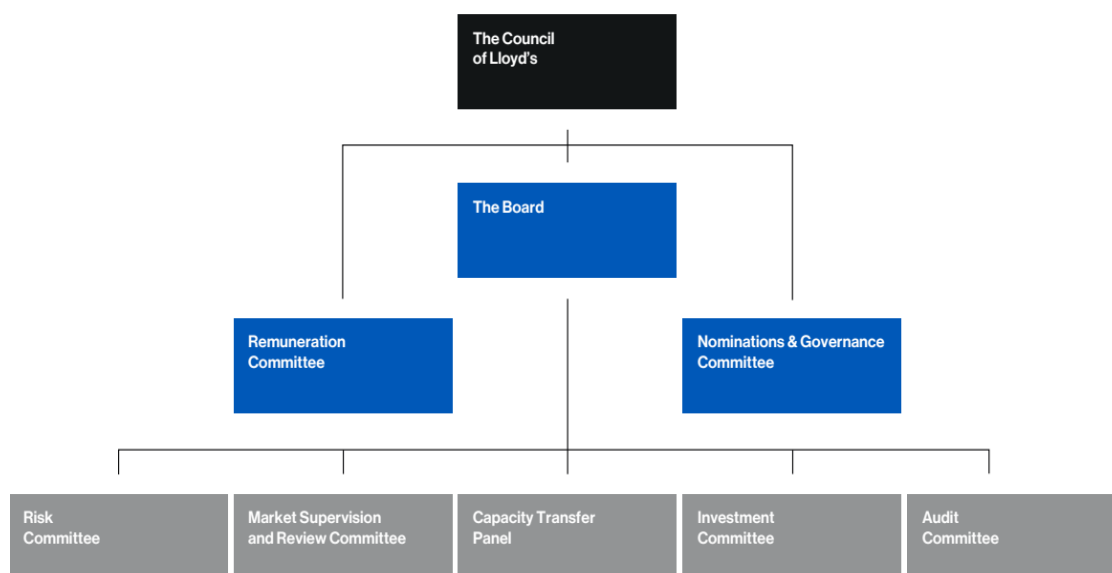 The Council
of Lloyd's
The Board
Remuneration
Committee
Nominations & Governance
Committee
Risk
Committee
Market Supervision
and Review Committee
Capacity Transfer
Panel
Investment
Committee
Audit
Committee